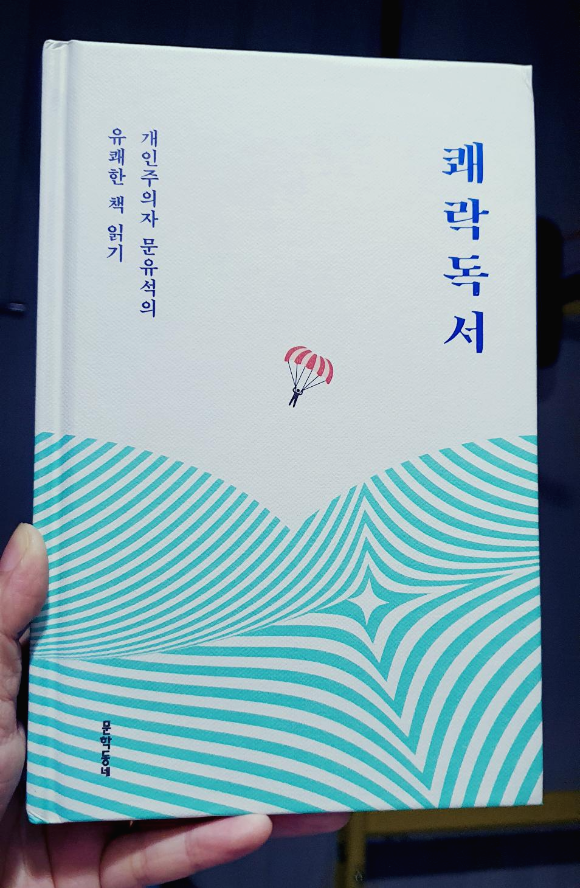 쾌락독서
개인주의자 문유석의
유쾌한 책 읽기
문학동네